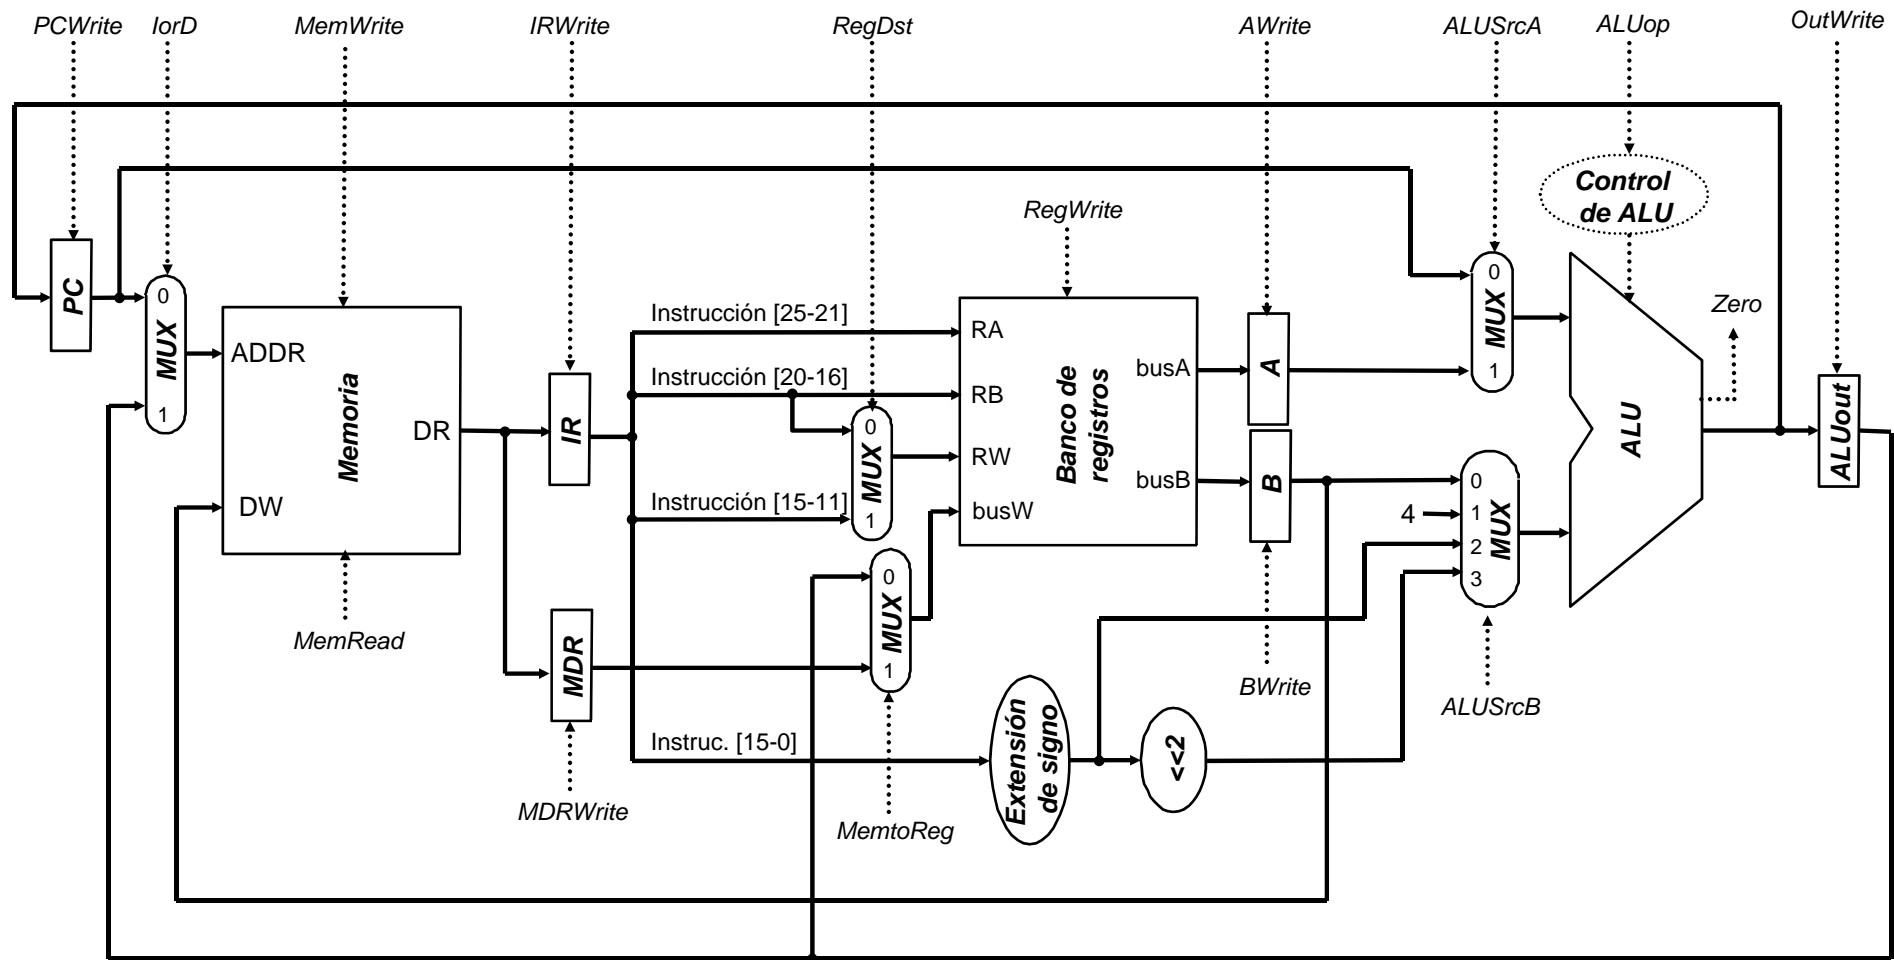 PCWrite
IorD
MemWrite
IRWrite
RegDst
AWrite
ALUSrcA
ALUop
OutWrite
Control
de ALU
RegWrite
PC
0
MUX
1
ADDR
Memoria
DR
DW
MemRead
IR
MDR
MDRWrite
Instrucción [25-21]
Instrucción [20-16]
Instrucción [15-11]
Instruc. [15-0]
0
MUX
1
0
MUX
1
MemtoReg
RA
RB
RW
busW
Banco de
registros
busA
busB
A
B
BWrite
Extensión
de signo
<<2
0
MUX
1
4
0
1
2
3
MUX
ALUSrcB
ALU
Zero
ALUout